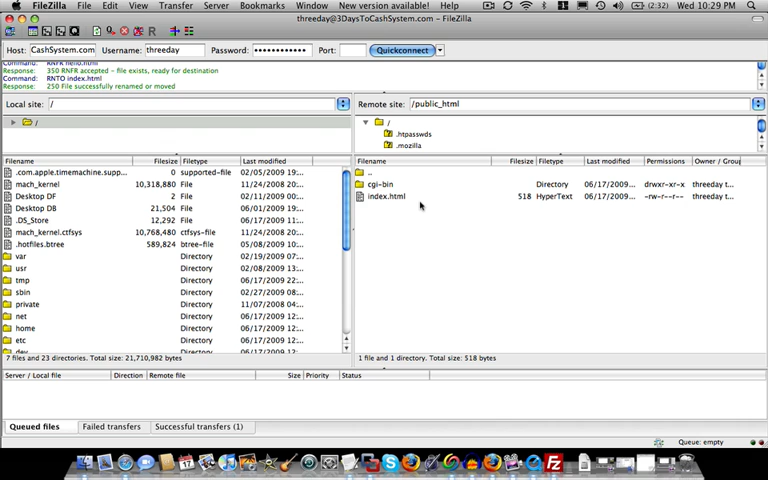 FileZilla File Edit View Transfer Server Bookmarks Window New version available! Help (2:32) Wed 10:29 PM
threeday@3DaysToCashSystem.com - FileZilla
Host: CashSystem.com Username: threeday Password: •••••••••••• Port: Quickconnect
Command: RNFR hello.html
Response: 350 RNFR accepted - file exists, ready for destination
Command: RNTO index.html
Response: 250 File successfully renamed or moved
Local site: / Remote site: /public_html
/ /
.htpasswds
.mozilla
Filename Filesize Filetype Last modified Filename Filesize Filetype Last modified Permissions Owner / Group
.com.apple.timemachine.supp... 0 supported-file 02/05/2009 19:... ..
mach_kernel 10,318,880 File 11/24/2008 20:... cgi-bin Directory 06/17/2009... drwxr-xr-x threeday t...
Desktop DF 2 File 02/11/2009 00:... index.html 518 HyperText 06/17/2009... -rw-r--r-- threeday t...
Desktop DB 21,504 File 06/01/2009 19:...
.DS_Store 12,292 File 06/17/2009 11:...
mach_kernel.ctfsys 10,768,480 ctfsys-file 11/24/2008 20:...
.hotfiles.btree 589,824 btree-file 05/08/2009 10:...
var Directory 02/19/2009 07:...
usr Directory 02/08/2009 13:...
tmp Directory 06/17/2009 22:...
sbin Directory 02/27/2009 08:...
private Directory 11/07/2008 04:...
net Directory 06/17/2009 12:...
home Directory 06/17/2009 12:...
etc Directory 06/17/2009 12:...
dev Directory 06/17/2009 12:...
7 files and 23 directories. Total size: 21,710,982 bytes 1 file and 1 directory. Total size: 518 bytes
Server / Local file Direction Remote file Size Priority Status
Queued files Failed transfers Successful transfers (1)
Queue: empty